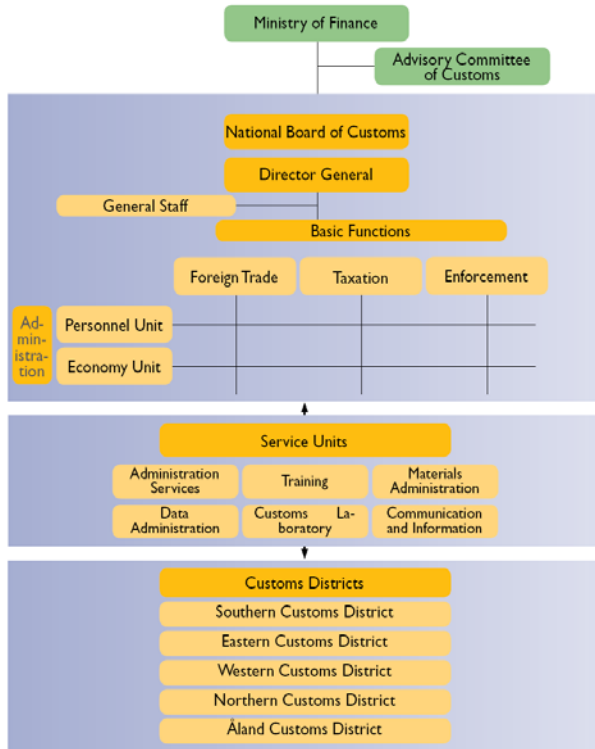 Ministry of Finance
Advisory Committee
of Customs
National Board of Customs
Director General
General Staff
Basic Functions
Foreign Trade
Taxation
Enforcement
Ad-
minis-
istra-
tion
Personnel Unit
Economy Unit
Service Units
Administration
Services
Training
Materials
Administration
Data
Administration
Customs La-
boratory
Communication
and Information
Customs Districts
Southern Customs District
Eastern Customs District
Western Customs District
Northern Customs District
Åland Customs District